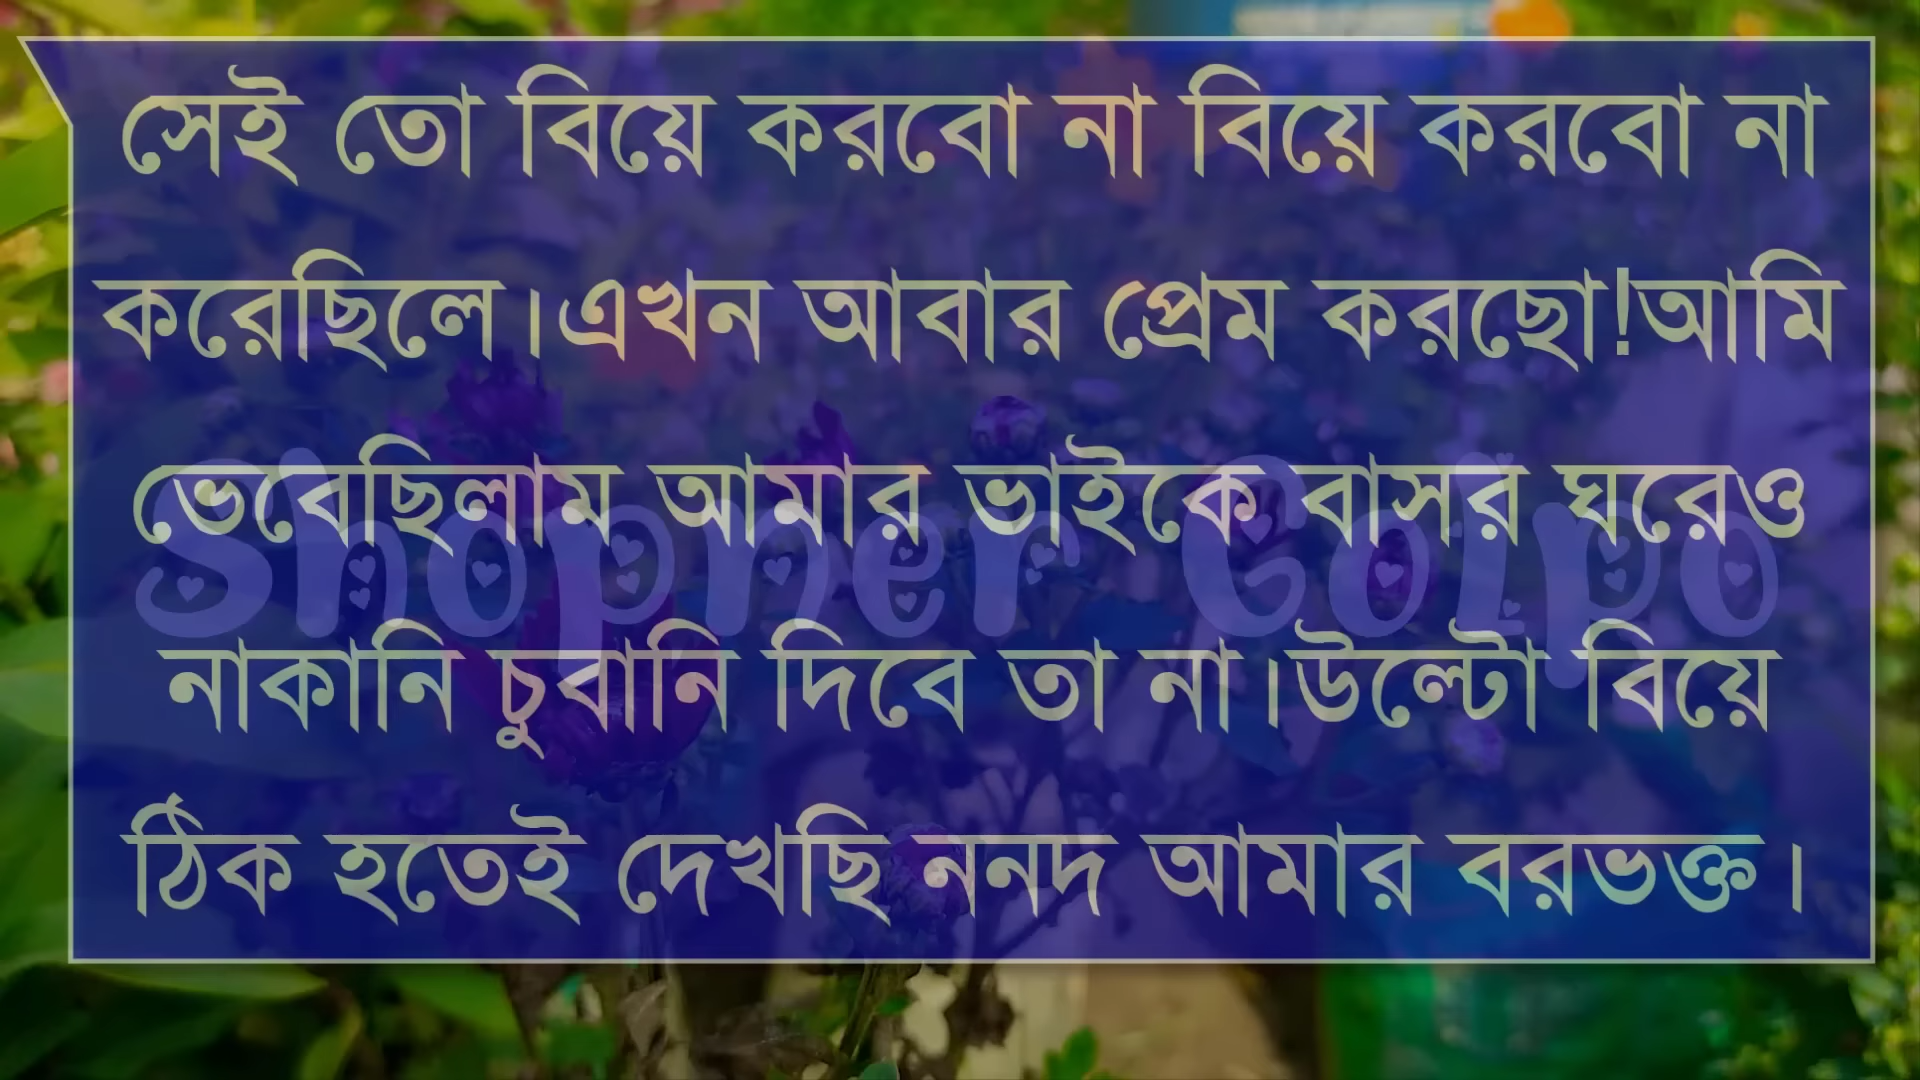 সেই তো বিয়ে করবো না বিয়ে করবো না
করেছিলে।এখন আবার প্রেম করছো!আমি
ভেবেছিলাম আমার ভাইকে বাসর ঘরেও
Shopner Golpo
নাকানি চুবানি দিবে তা না।উল্টো বিয়ে
ঠিক হতেই দেখছি ননদ আমার বরভক্ত।